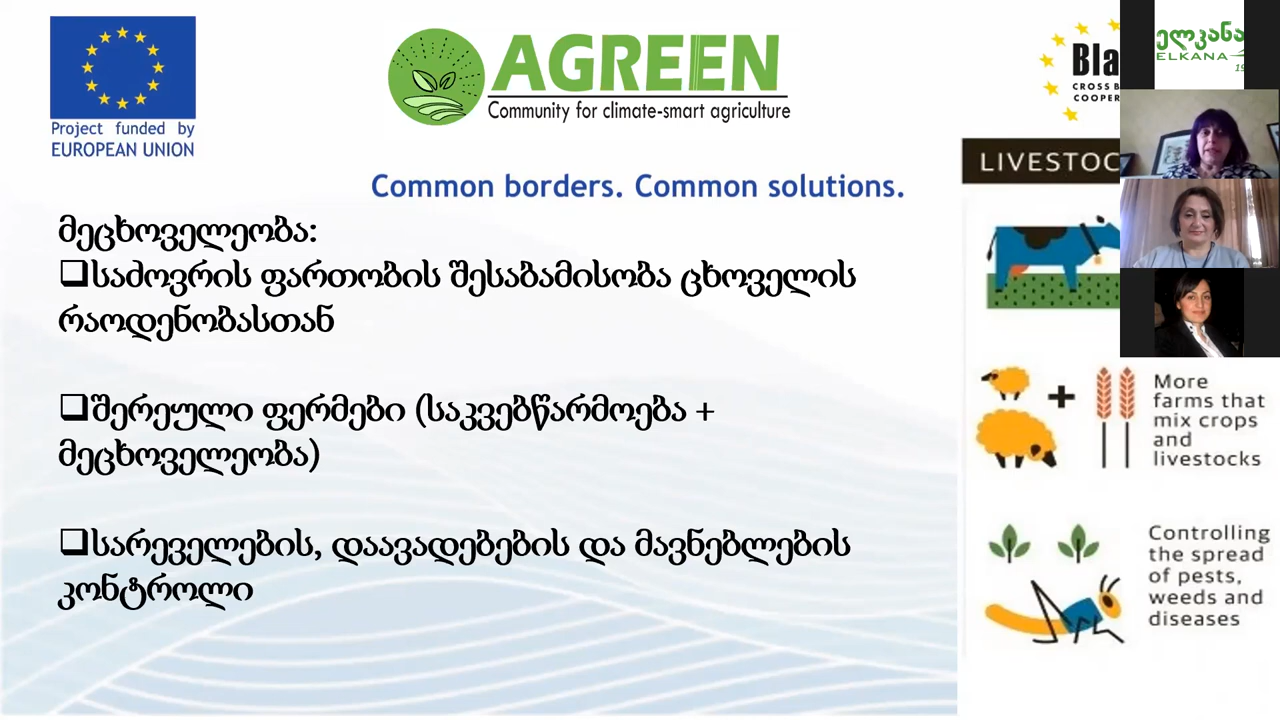 Project funded by
EUROPEAN UNION
AGREEN
Community for climate-smart agriculture
Common borders. Common solutions.
მეცხოველეობა:
❑საძოვრის ფართობის შესაბამისობა ცხოველის
რაოდენობასთან
❑შერეული ფერმები (საკვებწარმოება +
მეცხოველეობა)
❑სარეველების, დაავადებების და მავნებლების
კონტროლი
ელკანა
ELKANA
More
farms that
mix crops
and
livestocks
Controlling
the spread
of pests,
weeds and
diseases